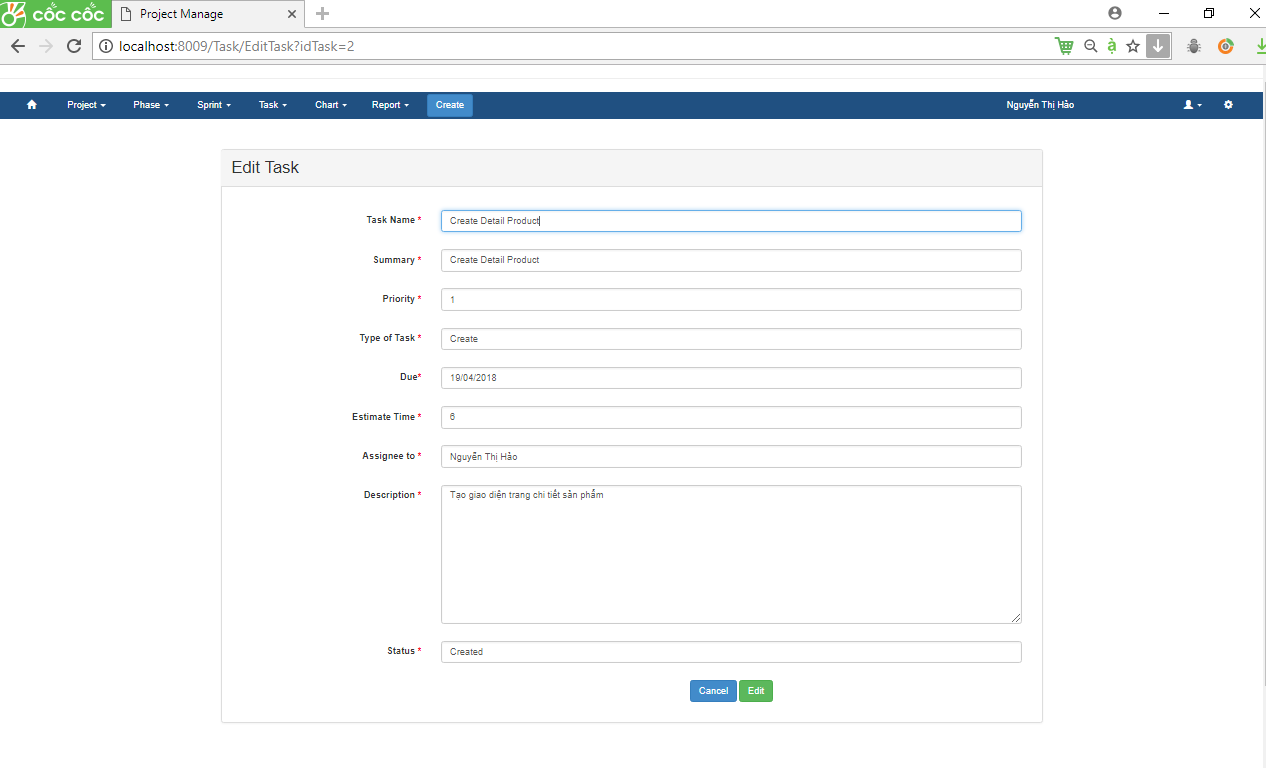 cốc cốc Project Manage
localhost:8009/Task/EditTask?idTask=2
Project Phase Sprint Task Chart Report Create Nguyễn Thị Hảo
Edit Task
Task Name * Create Detail Product
Summary * Create Detail Product
Priority * 1
Type of Task * Create
Due* 19/04/2018
Estimate Time * 6
Assignee to * Nguyễn Thị Hảo
Description * Tạo giao diện trang chi tiết sản phẩm
Status * Created
Cancel Edit